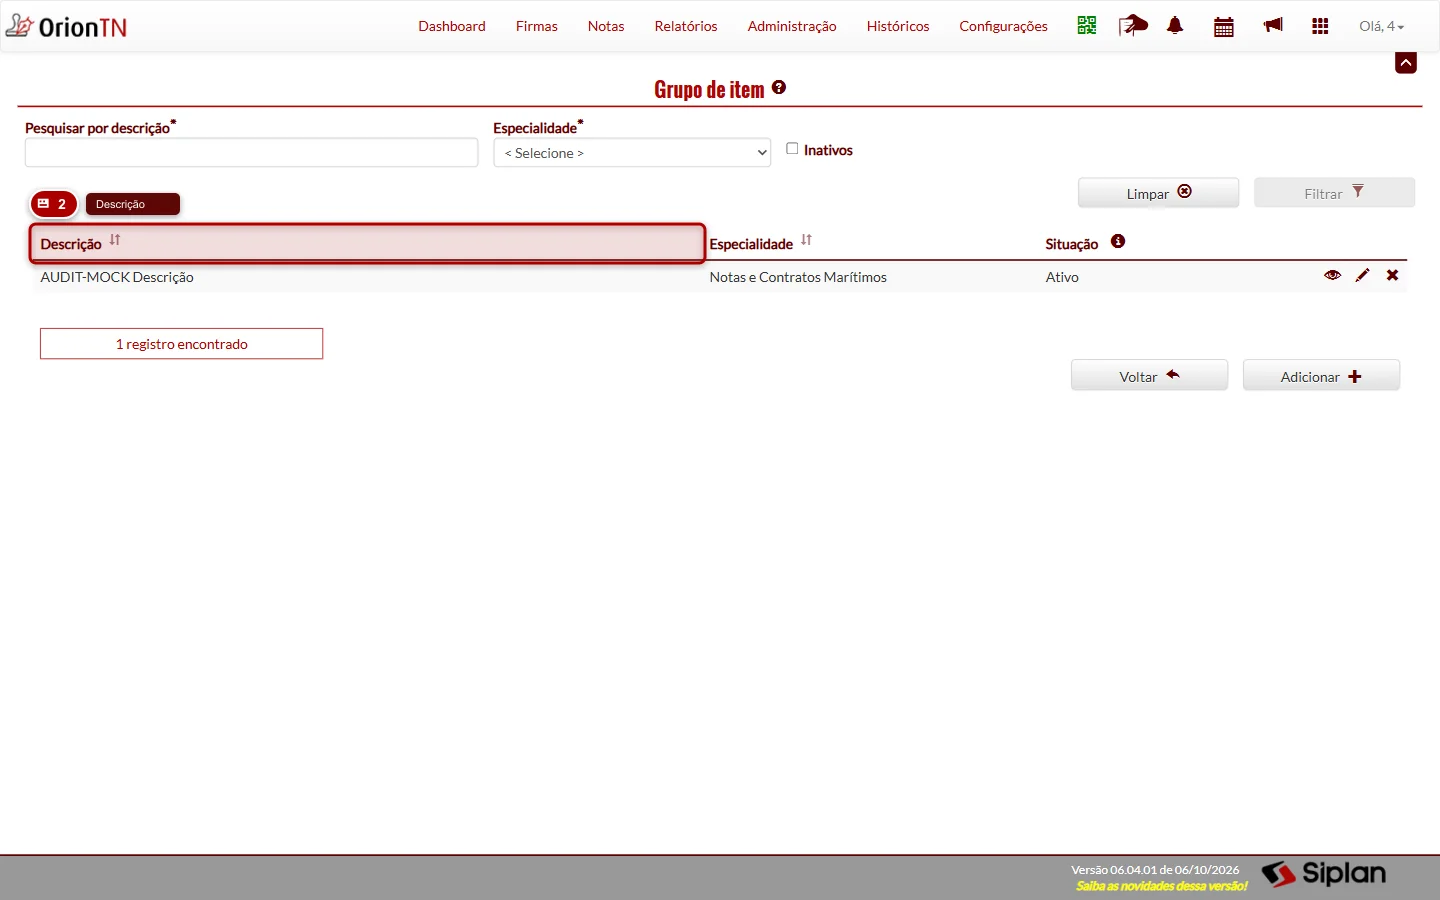 OrionTN
Dashboard Firmas Notas Relatórios Administração Históricos Configurações Olá, 4
Grupo de item ?
Pesquisar por descrição*
Especialidade*
< Selecione >
Inativos
2 Descrição
Limpar
Filtrar
Descrição Especialidade Situação
AUDIT-MOCK Descrição Notas e Contratos Marítimos Ativo
1 registro encontrado
Voltar
Adicionar
Versão 06.04.01 de 06/10/2026
Saiba as novidades dessa versão!
Siplan